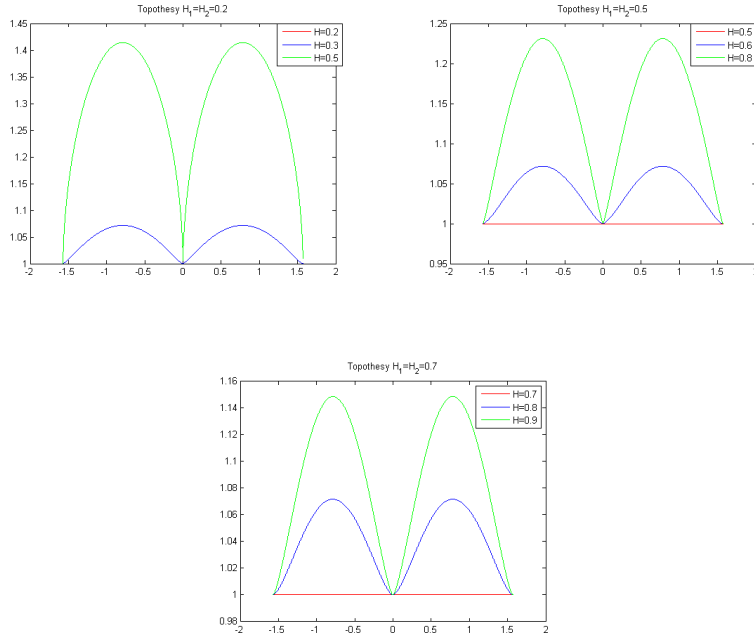 Topothesy H₁=H₂=0.2
H=0.2
H=0.3
H=0.5
1.45
1.4
1.35
1.3
1.25
1.2
1.15
1.1
1.05
1
-2 -1.5 -1 -0.5 0 0.5 1 1.5 2
Topothesy H₁=H₂=0.5
H=0.5
H=0.6
H=0.8
1.25
1.2
1.15
1.1
1.05
1
0.95
-2 -1.5 -1 -0.5 0 0.5 1 1.5
Topothesy H₁=H₂=0.7
H=0.7
H=0.8
H=0.9
1.16
1.14
1.12
1.1
1.08
1.06
1.04
1.02
1
0.98
-2 -1.5 -1 -0.5 0 0.5 1 1.5 2